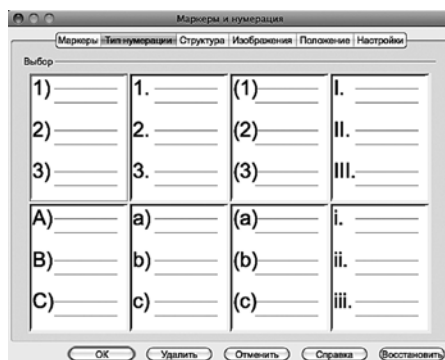 Маркеры и нумерация
Маркеры Тип нумерации Структура Изображения Положение Настройки
Выбор
1) 1. (1) I.
2) 2. (2) II.
3) 3. (3) III.
A) a) (a) i.
B) b) (b) ii.
C) c) (c) iii.
OK Удалить Отменить Справка Восстановить